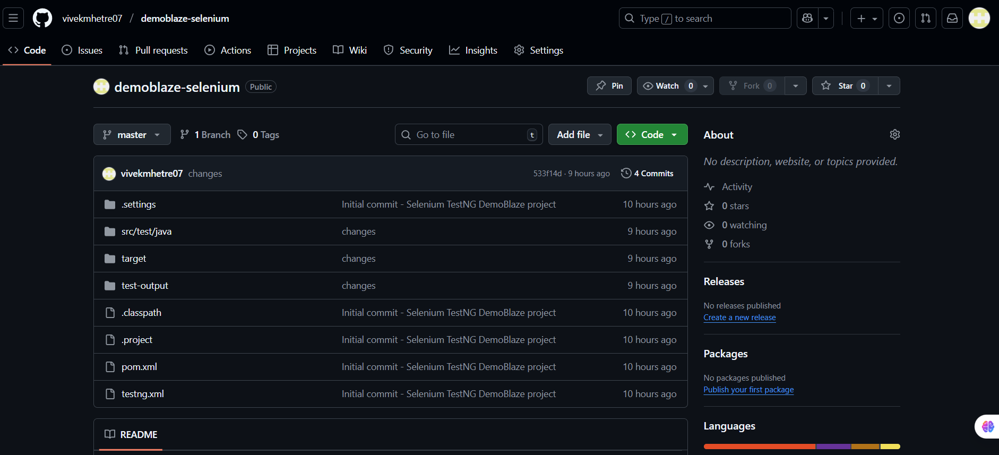 vivekmhetre07 / demoblaze-selenium
Type / to search
Code Issues Pull requests Actions Projects Wiki Security Insights Settings
demoblaze-selenium Public
Pin Watch 0 Fork 0 Star 0
master 1 Branch 0 Tags Go to file t Add file Code
vivekmhetre07 changes 533f14d · 9 hours ago 4 Commits
.settings Initial commit - Selenium TestNG DemoBlaze project 10 hours ago
src/test/java changes 9 hours ago
target changes 9 hours ago
test-output changes 9 hours ago
.classpath Initial commit - Selenium TestNG DemoBlaze project 10 hours ago
.project Initial commit - Selenium TestNG DemoBlaze project 10 hours ago
pom.xml Initial commit - Selenium TestNG DemoBlaze project 10 hours ago
testng.xml Initial commit - Selenium TestNG DemoBlaze project 10 hours ago
README
About
No description, website, or topics provided.
Activity
0 stars
0 watching
0 forks
Releases
No releases published
Create a new release
Packages
No packages published
Publish your first package
Languages